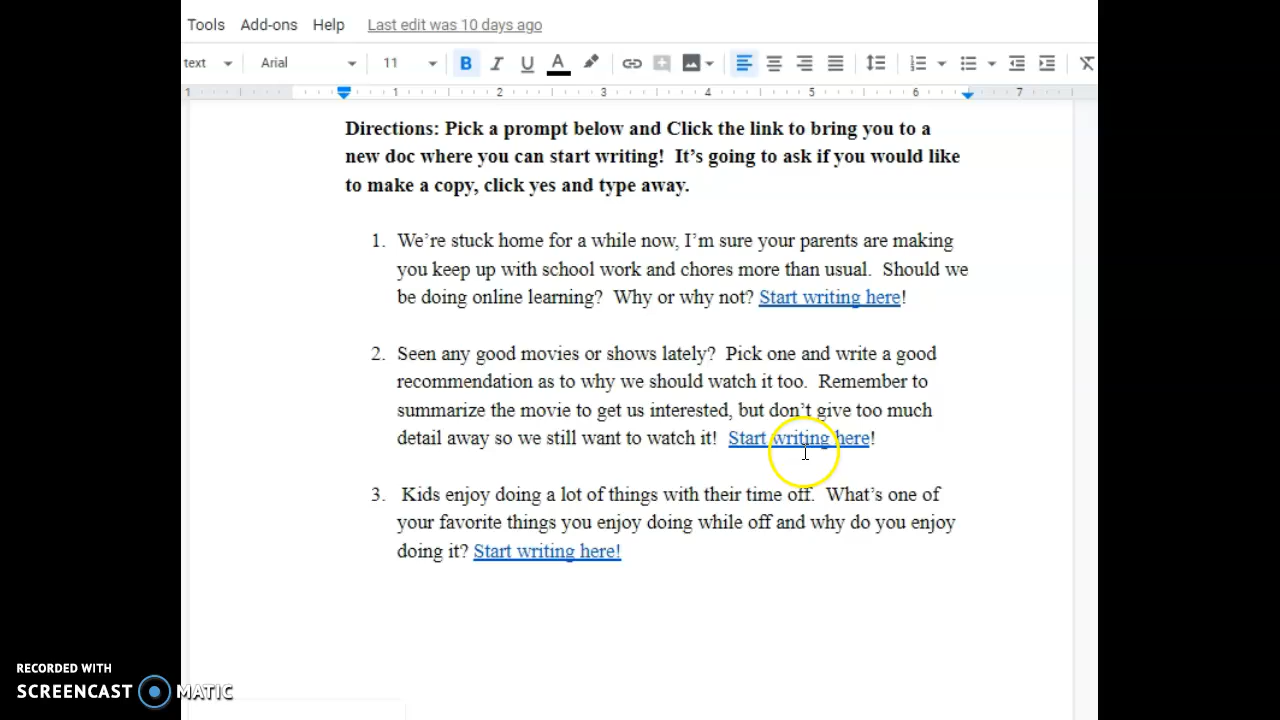 Tools Add-ons Help Last edit was 10 days ago
text Arial 11 B I U A
1 1 2 3 4 5 6 7
Directions: Pick a prompt below and Click the link to bring you to a
new doc where you can start writing!  It’s going to ask if you would like
to make a copy, click yes and type away.
1. We’re stuck home for a while now, I’m sure your parents are making
you keep up with school work and chores more than usual.  Should we
be doing online learning?  Why or why not? Start writing here!
2. Seen any good movies or shows lately?  Pick one and write a good
recommendation as to why we should watch it too.  Remember to
summarize the movie to get us interested, but don’t give too much
detail away so we still want to watch it!  Start writing here!
3. Kids enjoy doing a lot of things with their time off.  What’s one of
your favorite things you enjoy doing while off and why do you enjoy
doing it? Start writing here!
RECORDED WITH
SCREENCAST MATIC